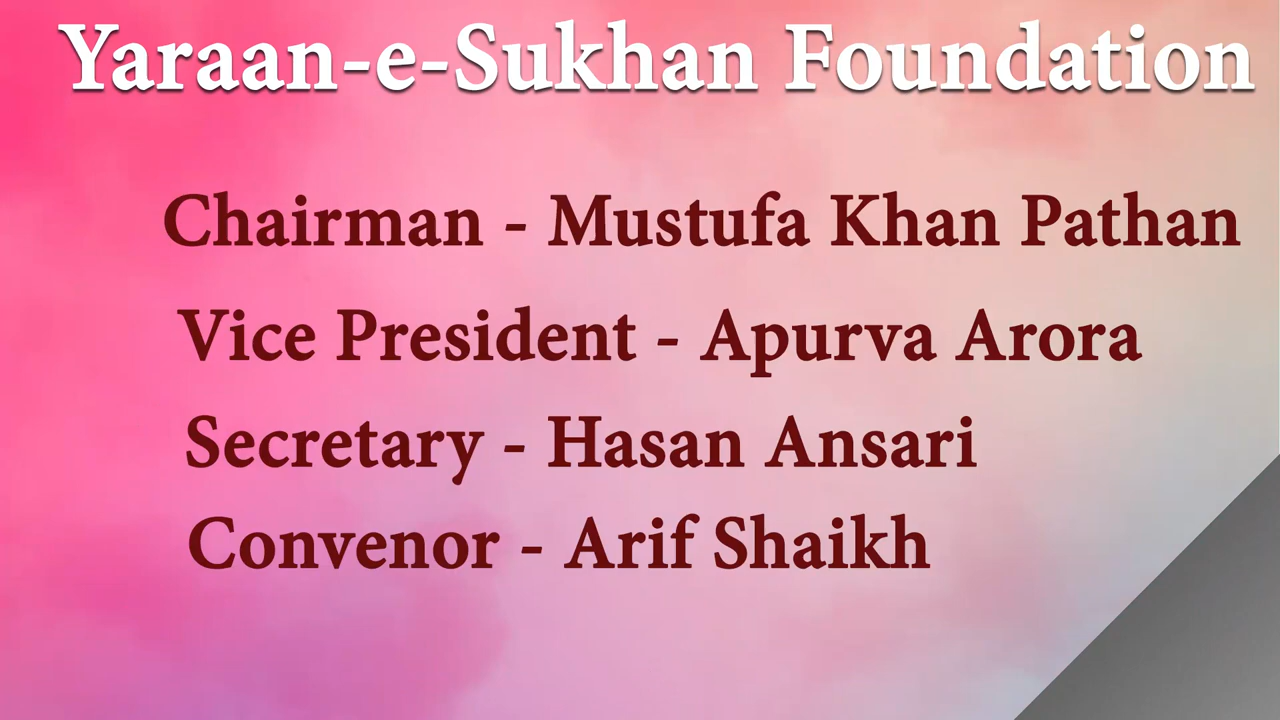 Yaraan-e-Sukhan Foundation
Chairman - Mustufa Khan Pathan
Vice President - Apurva Arora
Secretary - Hasan Ansari
Convenor - Arif Shaikh